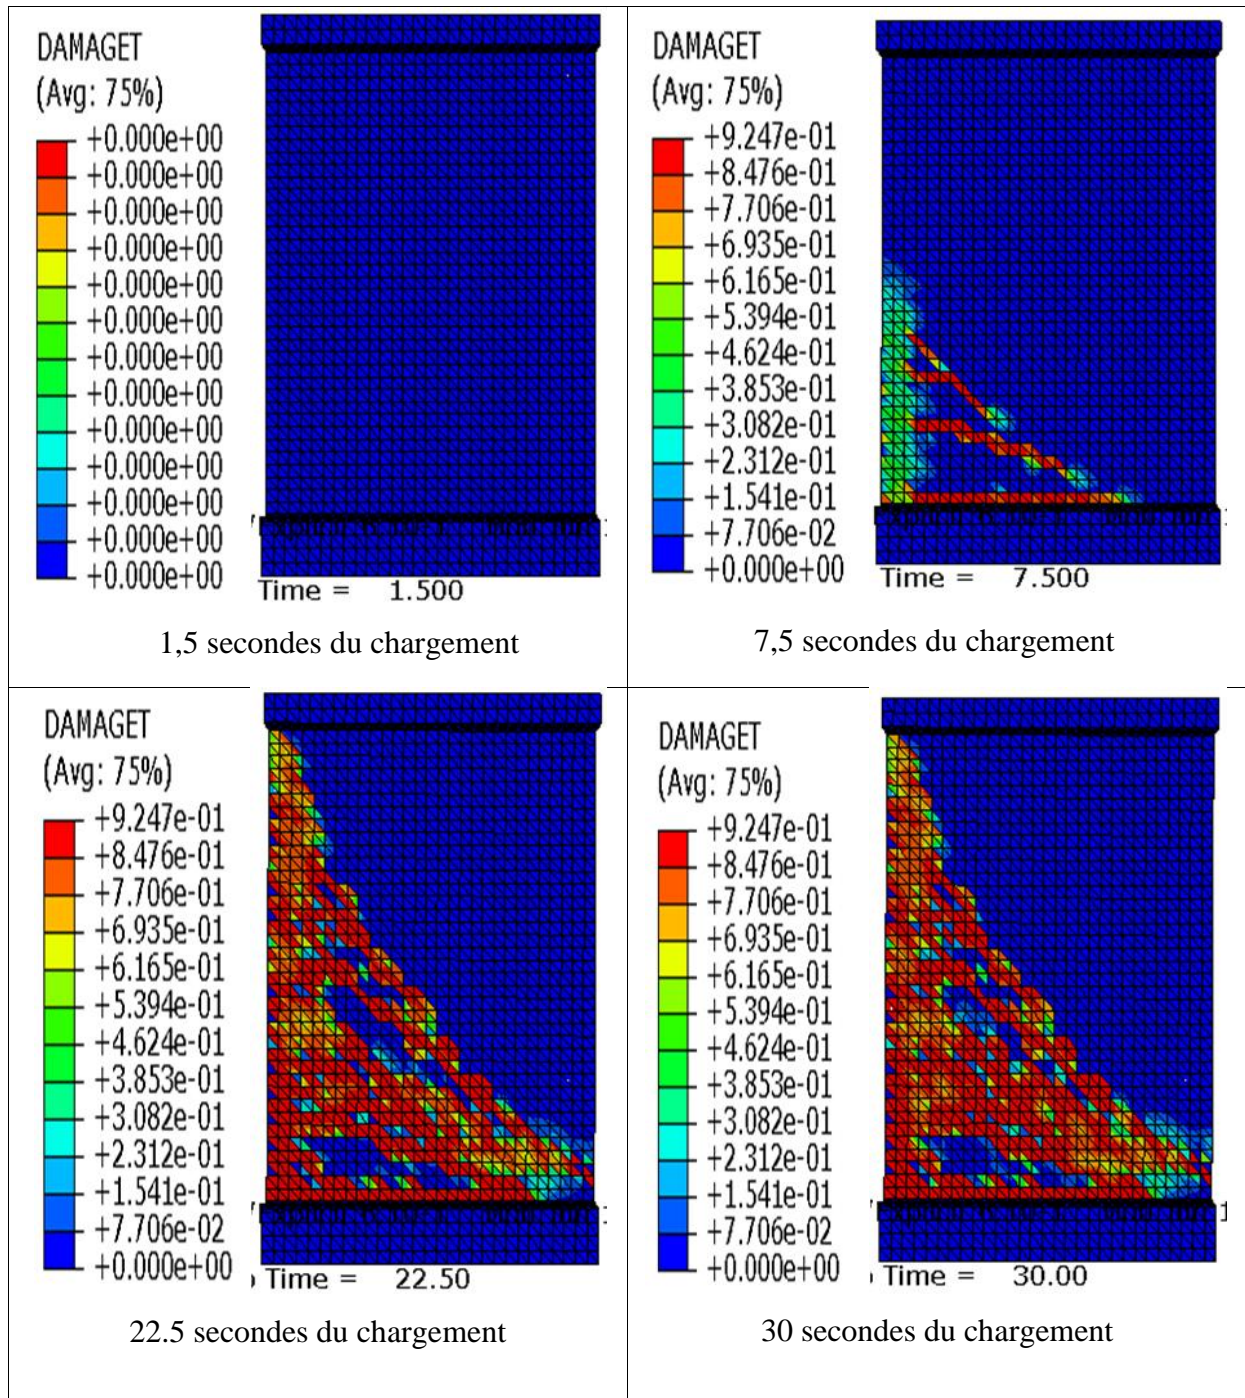 DAMAGET
(Avg: 75%)
+0.000e+00
+0.000e+00
+0.000e+00
+0.000e+00
+0.000e+00
+0.000e+00
+0.000e+00
+0.000e+00
+0.000e+00
+0.000e+00
+0.000e+00
+0.000e+00
+0.000e+00
Time = 1.500
1,5 secondes du chargement
DAMAGET
(Avg: 75%)
+9.247e-01
+8.476e-01
+7.706e-01
+6.935e-01
+6.165e-01
+5.394e-01
+4.624e-01
+3.853e-01
+3.082e-01
+2.312e-01
+1.541e-01
+7.706e-02
+0.000e+00
Time = 7.500
7,5 secondes du chargement
DAMAGET
(Avg: 75%)
+9.247e-01
+8.476e-01
+7.706e-01
+6.935e-01
+6.165e-01
+5.394e-01
+4.624e-01
+3.853e-01
+3.082e-01
+2.312e-01
+1.541e-01
+7.706e-02
+0.000e+00
Time = 22.50
22.5 secondes du chargement
DAMAGET
(Avg: 75%)
+9.247e-01
+8.476e-01
+7.706e-01
+6.935e-01
+6.165e-01
+5.394e-01
+4.624e-01
+3.853e-01
+3.082e-01
+2.312e-01
+1.541e-01
+7.706e-02
+0.000e+00
Time = 30.00
30 secondes du chargement